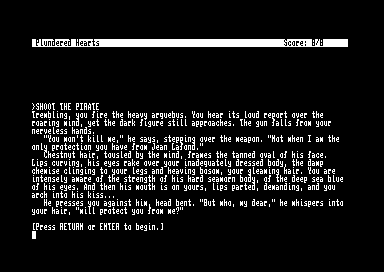 Plundered Hearts Score: 0/0
>SHOOT THE PIRATE
Trembling, you fire the heavy arquebus. You hear its loud report over the
roaring wind, yet the dark figure still approaches. The gun falls from your
nerveless hands.
"You won't kill me," he says, stepping over the weapon. "Not when I am the
only protection you have from Jean Lafond."
Chestnut hair, tousled by the wind, frames the tanned oval of his face.
Lips curving, his eyes rake over your inadequately dressed body, the damp
chemise clinging to your legs and heaving bosom, your gleaming hair. You are
intensely aware of the strength of his hard seaworn body, of the deep sea blue
of his eyes. And then his mouth is on yours, lips parted, demanding, and you
arch into his kiss...
He presses you against him, head bent. "But who, my dear," he whispers into
your hair, "will protect you from me?"
[Press RETURN or ENTER to begin.]